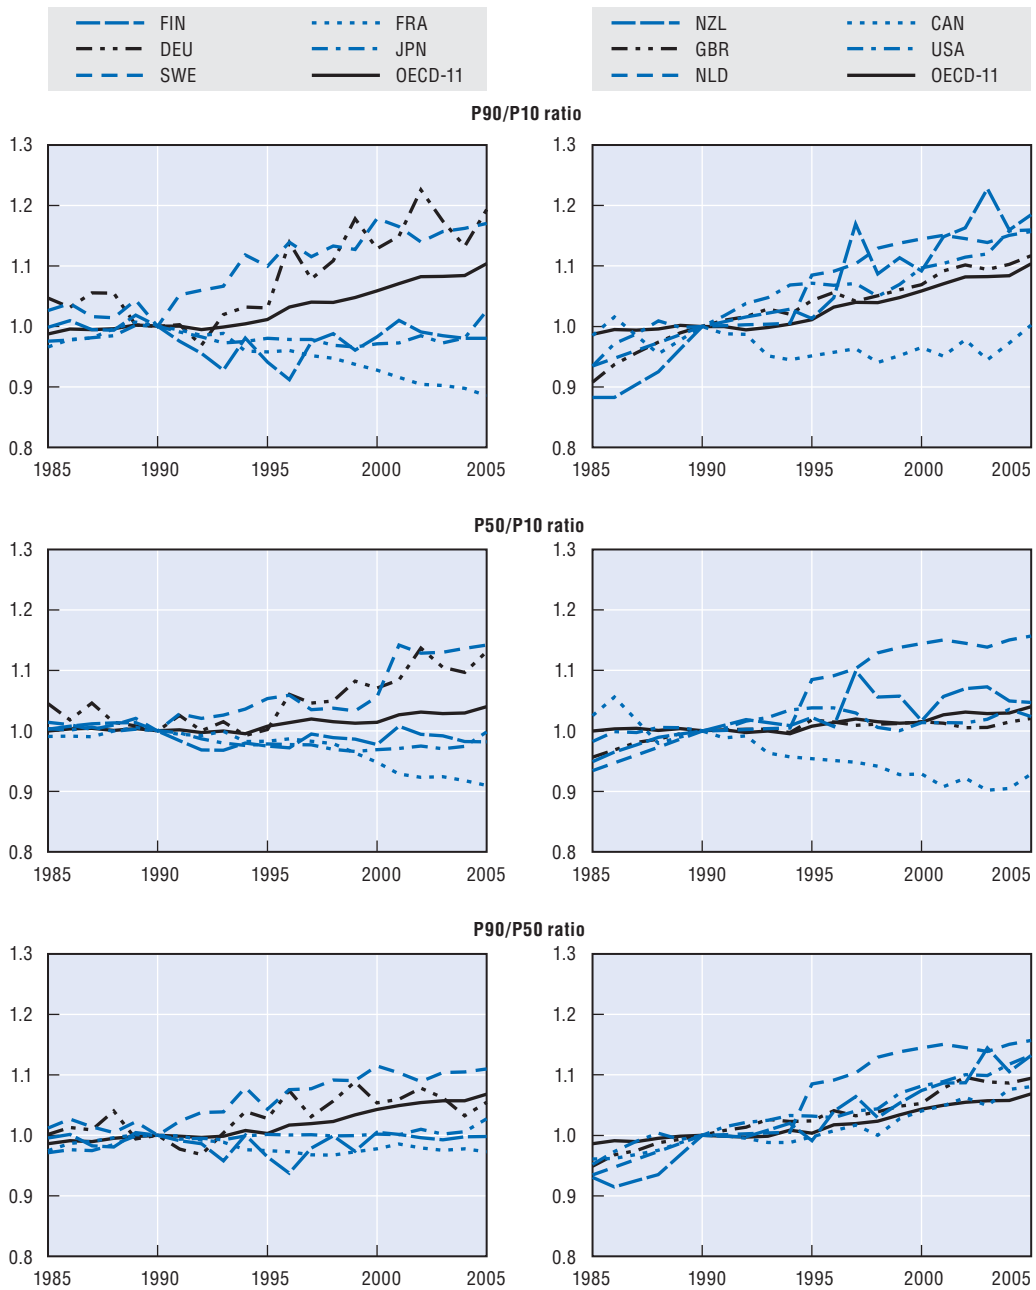 FIN FRA
DEU JPN
SWE OECD-11
NZL CAN
GBR USA
NLD OECD-11
P90/P10 ratio
1.3
1.2
1.1
1.0
0.9
0.8
1985 1990 1995 2000 2005
1.3
1.2
1.1
1.0
0.9
0.8
1985 1990 1995 2000 2005
P50/P10 ratio
1.3
1.2
1.1
1.0
0.9
0.8
1985 1990 1995 2000 2005
1.3
1.2
1.1
1.0
0.9
0.8
1985 1990 1995 2000 2005
P90/P50 ratio
1.3
1.2
1.1
1.0
0.9
0.8
1985 1990 1995 2000 2005
1.3
1.2
1.1
1.0
0.9
0.8
1985 1990 1995 2000 2005